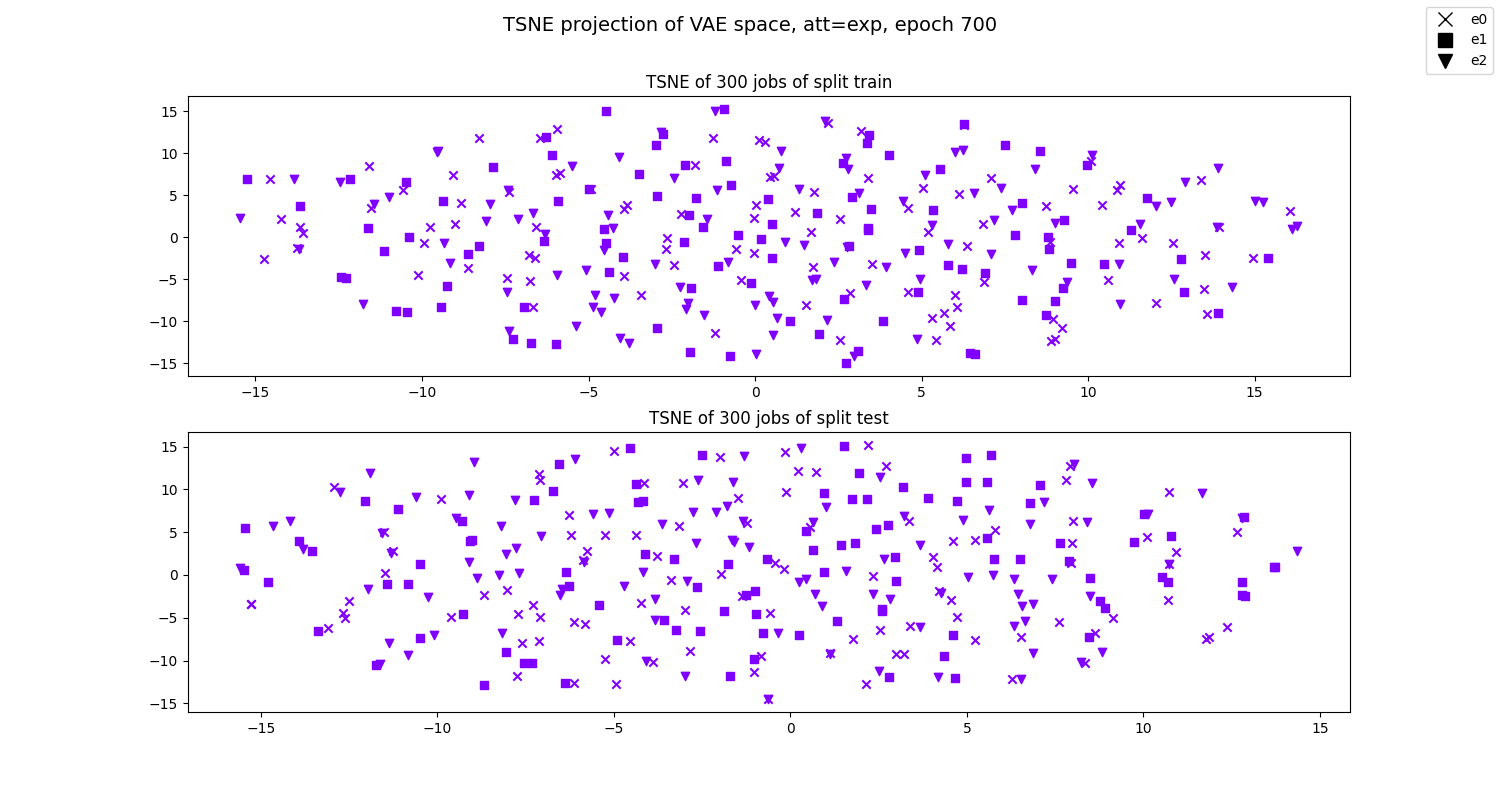 TSNE projection of VAE space, att=exp, epoch 700
e0
e1
e2
TSNE of 300 jobs of split train
15
10
5
0
−5
−10
−15
−15 −10 −5 0 5 10 15
TSNE of 300 jobs of split test
15
10
5
0
−5
−10
−15
−15 −10 −5 0 5 10 15